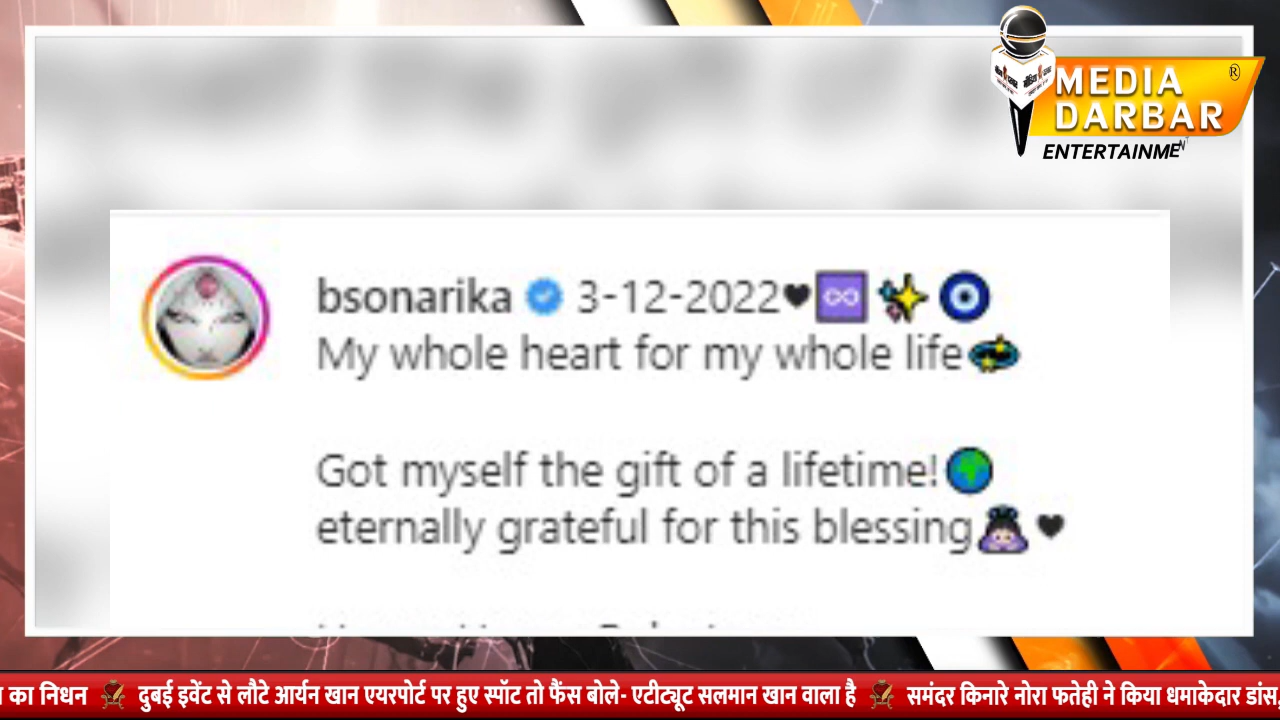 MEDIA
DARBAR
®
ENTERTAINMENT
bsonarika 3-12-2022🖤♾️✨🧿
My whole heart for my whole life💫
Got myself the gift of a lifetime!🌍
eternally grateful for this blessing🙇‍♀️🖤
का निधन दुबई इवेंट से लौटे आर्यन खान एयरपोर्ट पर हुए स्पॉट तो फैंस बोले- एटीट्यूट सलमान खान वाला है समंदर किनारे नोरा फतेही ने किया धमाकेदार डांस